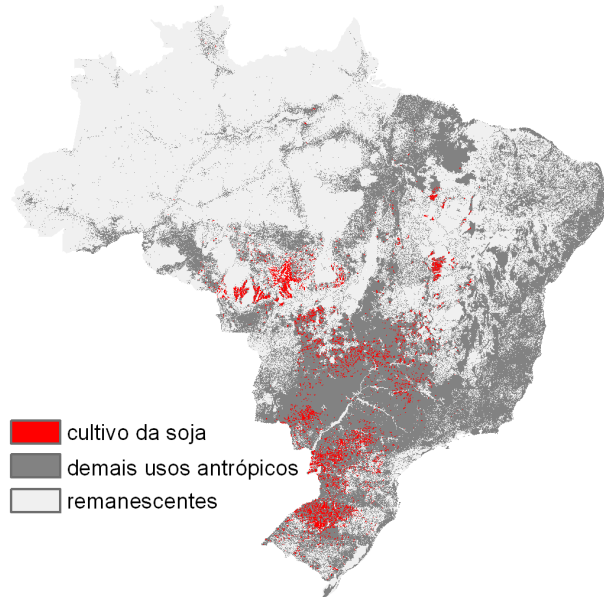 cultivo da soja
demais usos antrópicos
remanescentes